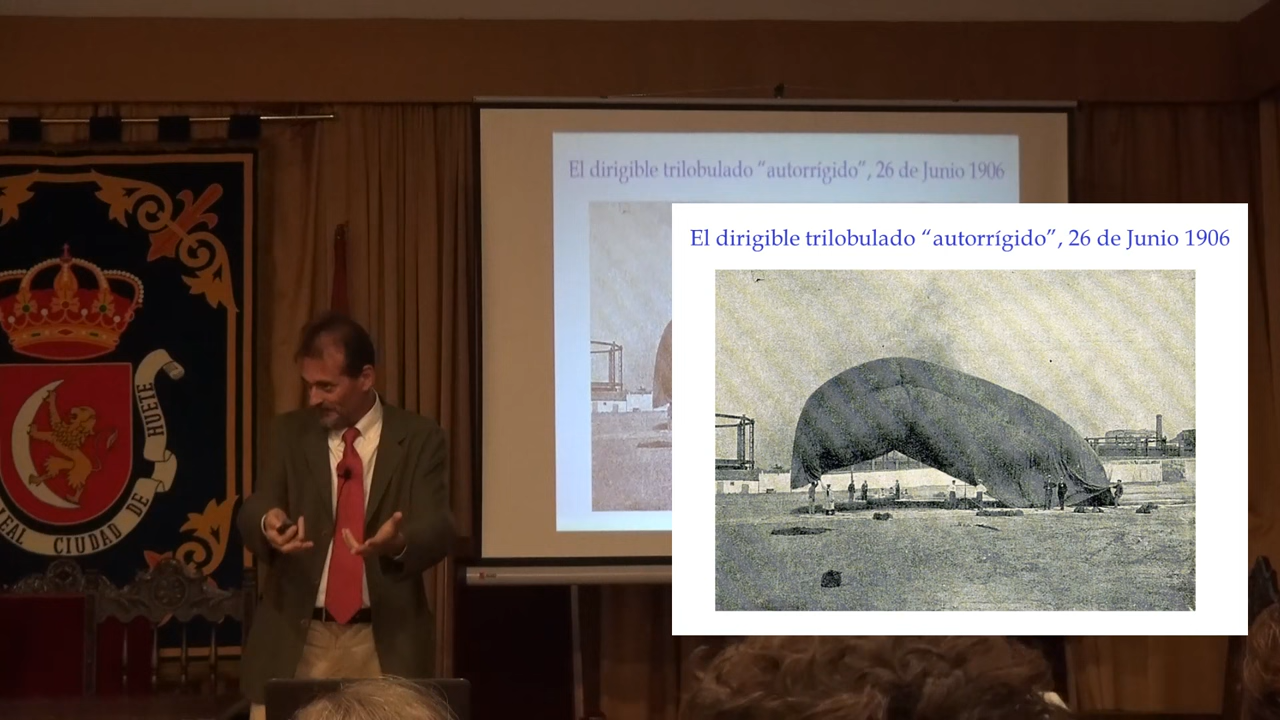 El dirigible trilobulado “autorrígido”, 26 de Junio 1906
El dirigible trilobulado “autorrígido”, 26 de Junio 1906
REAL CIUDAD DE HUETE